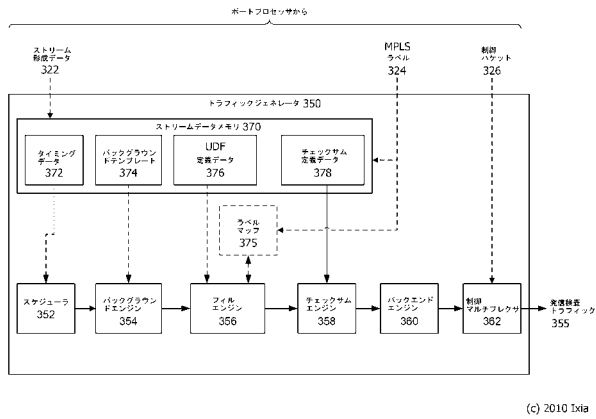 ポートプロセッサから
ストリーム
形成データ
322
MPLS
ラベル
324
制御
パケット
326
トラフィックジェネレータ 350
ストリームデータメモリ 370
タイミング
データ
372
バックグラウン
ドテンプレート
374
UDF
定義データ
376
チェックサム
定義データ
378
ラベル
マップ
375
スケジューラ
352
バックグラウン
ドエンジン
354
フィル
エンジン
356
チェックサム
エンジン
358
バックエンド
エンジン
360
制御
マルチプレクサ
362
発信検査
トラフィック
355
(c) 2010 Ixia